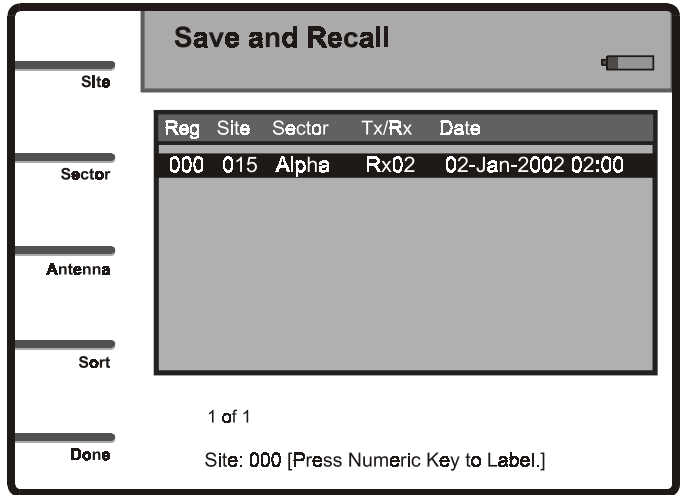 Save and Recall
Site
Sector
Antenna
Sort
Done
Reg Site Sector Tx/Rx Date
000 015 Alpha Rx02 02-Jan-2002 02:00
1 of 1
Site: 000 [Press Numeric Key to Label.]